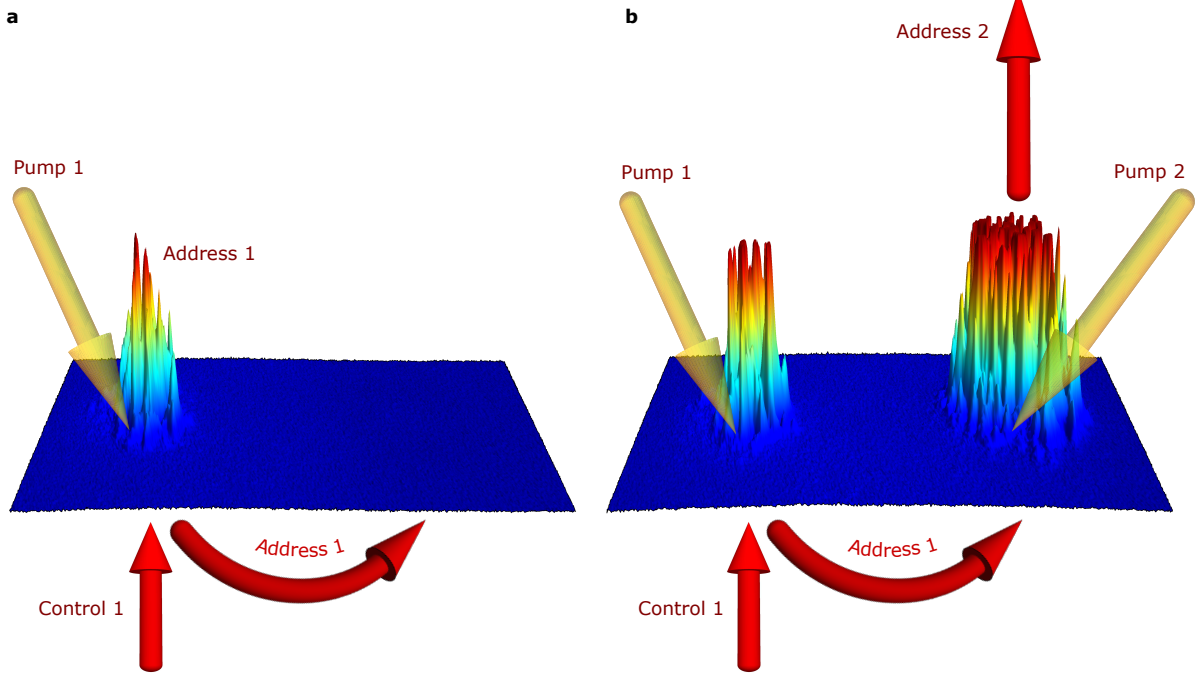 a
Pump 1
Address 1
Address 1
Control 1
b
Address 2
Pump 1
Pump 2
Address 1
Control 1